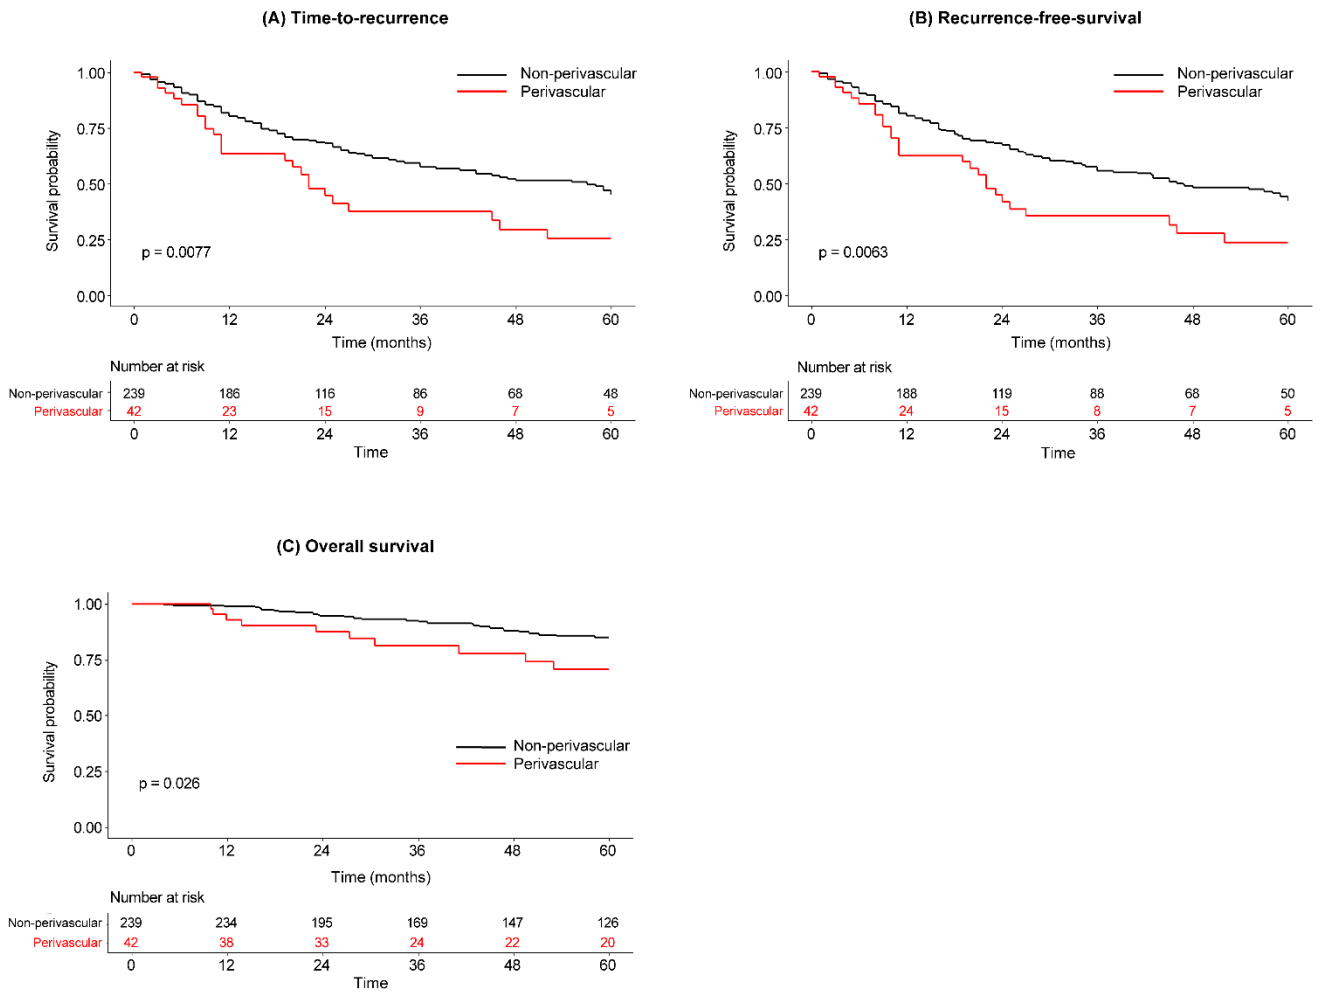 (A) Time-to-recurrence
Survival probability
1.00
0.75
0.50
0.25
0.00
Non-perivascular
Perivascular
p = 0.0077
0 12 24 36 48 60
Time (months)
Number at risk
Non-perivascular 239 186 116 86 68 48
Perivascular 42 23 15 9 7 5
0 12 24 36 48 60
Time
(B) Recurrence-free-survival
Survival probability
1.00
0.75
0.50
0.25
0.00
Non-perivascular
Perivascular
p = 0.0063
0 12 24 36 48 60
Time (months)
Number at risk
Non-perivascular 239 188 119 88 68 50
Perivascular 42 24 15 8 7 5
0 12 24 36 48 60
Time
(C) Overall survival
Survival probability
1.00
0.75
0.50
0.25
0.00
Non-perivascular
Perivascular
p = 0.026
0 12 24 36 48 60
Time (months)
Number at risk
Non-perivascular 239 234 195 169 147 126
Perivascular 42 38 33 24 22 20
0 12 24 36 48 60
Time